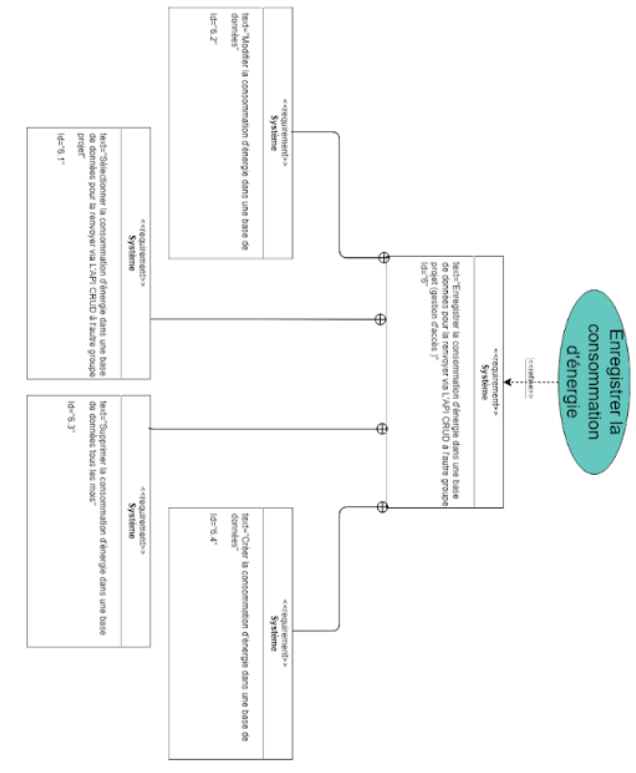 Enregistrer la
consommation
d'énergie
<<refine>>
<<requirement>>
Système
text="Enregistrer la consommation d'énergie dans une base
de données pour la renvoyer via L'API CRUD à l'autre groupe
projet (gestion d'accès )"
Id="6"
<<requirement>>
Système
text="Modifier la consommation d'énergie dans une base de
données"
Id="6.2"
<<requirement>>
Système
text="Sélectionner la consommation d'énergie dans une base
de données pour la renvoyer via L'API CRUD à l'autre groupe
projet"
Id="6.1"
<<requirement>>
Système
text="Supprimer la consommation d'énergie dans une base
de données tous les mois"
Id="6.3"
<<requirement>>
Système
text="Créer la consommation d'énergie dans une base de
données"
Id="6.4"